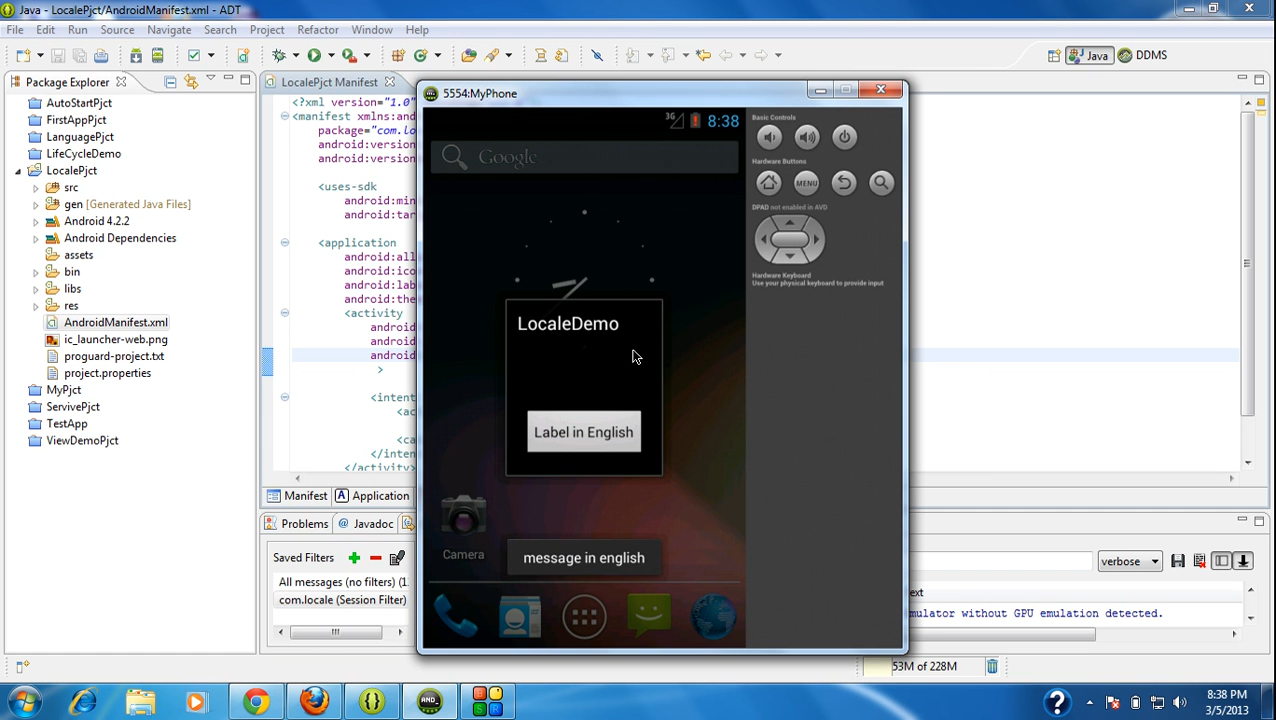 Java - LocalePjct/AndroidManifest.xml - ADT
File Edit Run Source Navigate Search Project Refactor Window Help
Java
DDMS
Package Explorer
AutoStartPjct
FirstAppPjct
LanguagePjct
LifeCycleDemo
LocalePjct
src
gen [Generated Java Files]
Android 4.2.2
Android Dependencies
assets
bin
libs
res
AndroidManifest.xml
ic_launcher-web.png
proguard-project.txt
project.properties
MyPjct
ServivePjct
TestApp
ViewDemoPjct
LocalePjct Manifest
<?xml version="1.0"
<manifest xmlns:and
package="com.lo
android:version
android:version
<uses-sdk
android:min
android:tar
<application
android:all
android:ico
android:lab
android:the
<activity
android
android
android
>
<intent
<ac
<ca
</inten
</activity>
Manifest
Application
5554:MyPhone
3G
8:38
Google
LocaleDemo
Label in English
Camera
message in english
Basic Controls
Hardware Buttons
MENU
DPAD not enabled in AVD
Hardware Keyboard
Use your physical keyboard to provide input
Problems
@ Javadoc
Saved Filters
All messages (no filters) (1
com.locale (Session Filter)
verbose
ext
mulator without GPU emulation detected.
53M of 228M
8:38 PM
3/5/2013